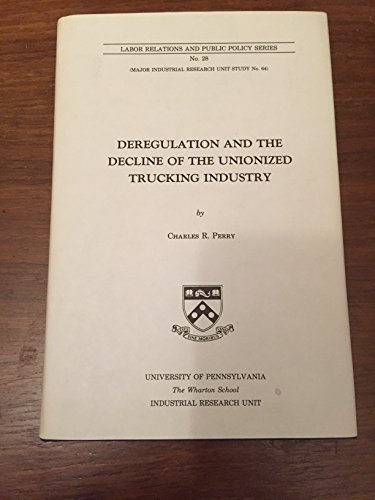 LABOR RELATIONS AND PUBLIC POLICY SERIES
No. 28
(MAJOR INDUSTRIAL RESEARCH UNIT STUDY No. 64)
DEREGULATION AND THE
DECLINE OF THE UNIONIZED
TRUCKING INDUSTRY
by
CHARLES R. PERRY
UNIVERSITY OF PENNSYLVANIA
The Wharton School
INDUSTRIAL RESEARCH UNIT